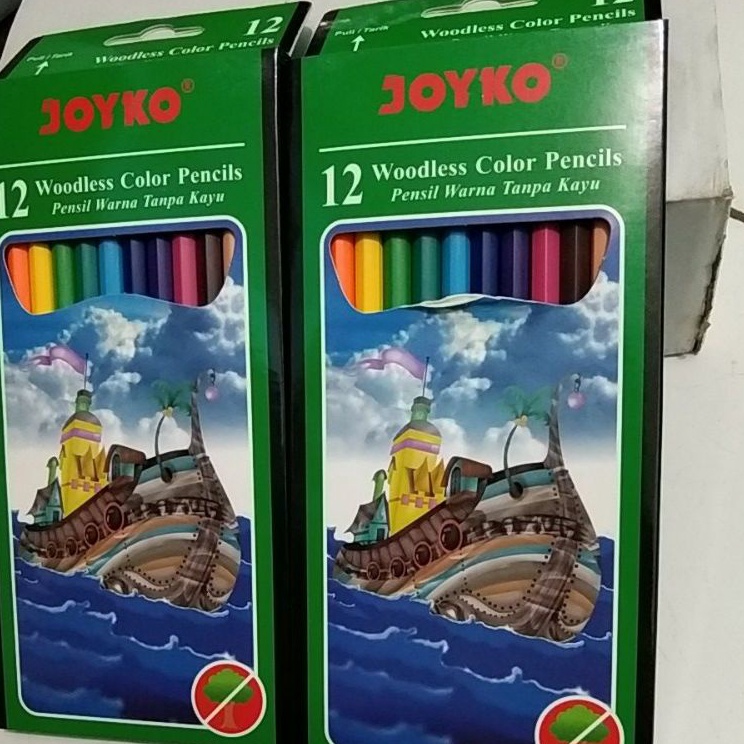 12
Pull / Tarik
Woodless Color Pencils
JOYKO®
12 Woodless Color Pencils
Pensil Warna Tanpa Kayu
12
Pull / Tarik
Woodless Color Pencils
JOYKO®
12 Woodless Color Pencils
Pensil Warna Tanpa Kayu